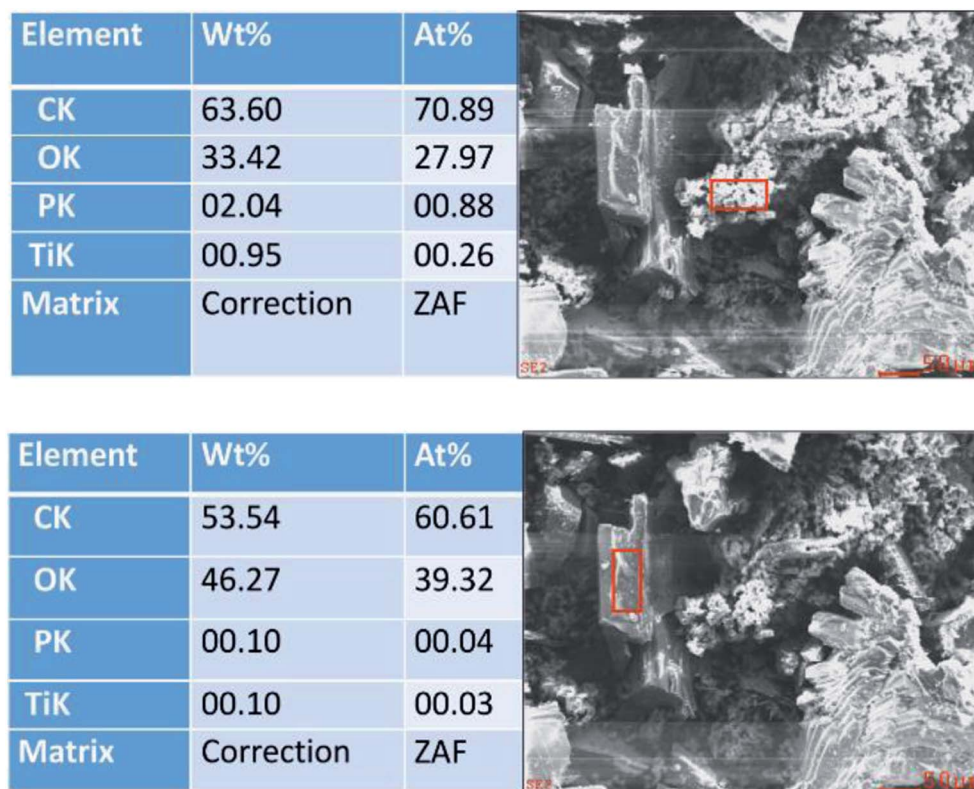 Element Wt% At%
CK 63.60 70.89
OK 33.42 27.97
PK 02.04 00.88
TiK 00.95 00.26
Matrix Correction ZAF
SE2
Element Wt% At%
CK 53.54 60.61
OK 46.27 39.32
PK 00.10 00.04
TiK 00.10 00.03
Matrix Correction ZAF